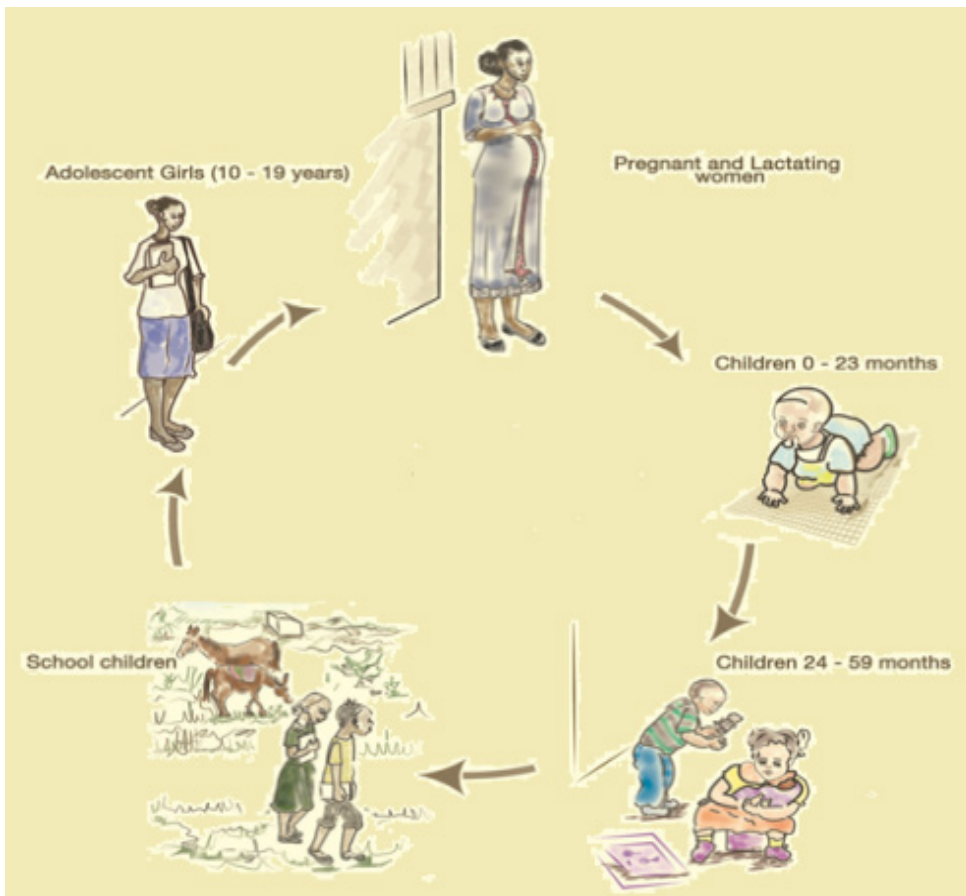 Pregnant and Lactating
women
Children 0 - 23 months
Children 24 - 59 months
School children
Adolescent Girls (10 - 19 years)